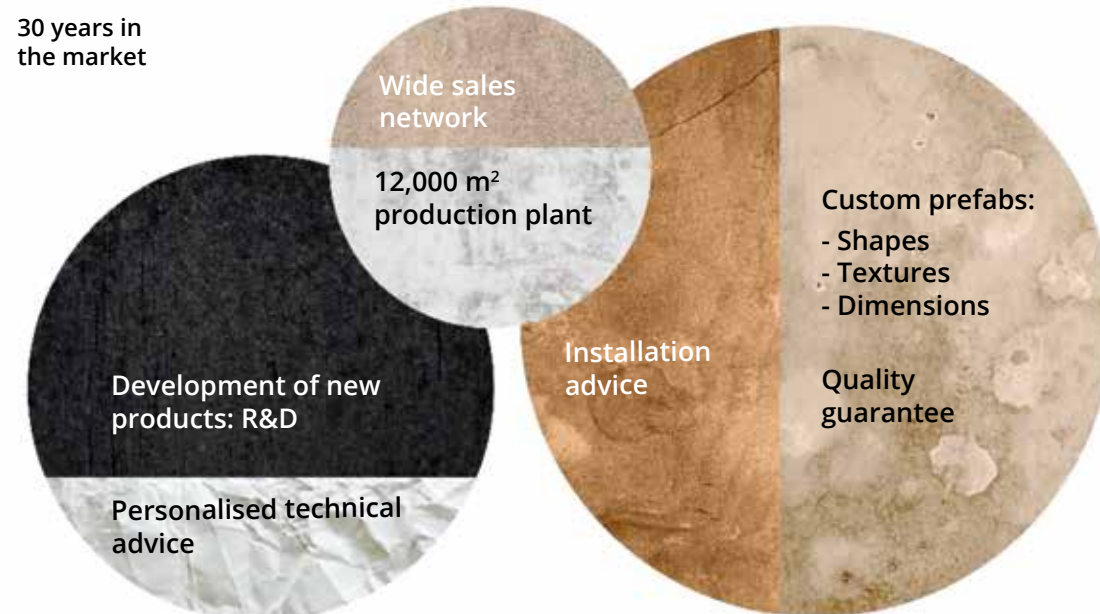 30 years in
the market
Wide sales
network
12,000 m²
production plant
Development of new
products: R&D
Personalised technical
advice
Installation
advice
Custom prefabs:
- Shapes
- Textures
- Dimensions
Quality
guarantee